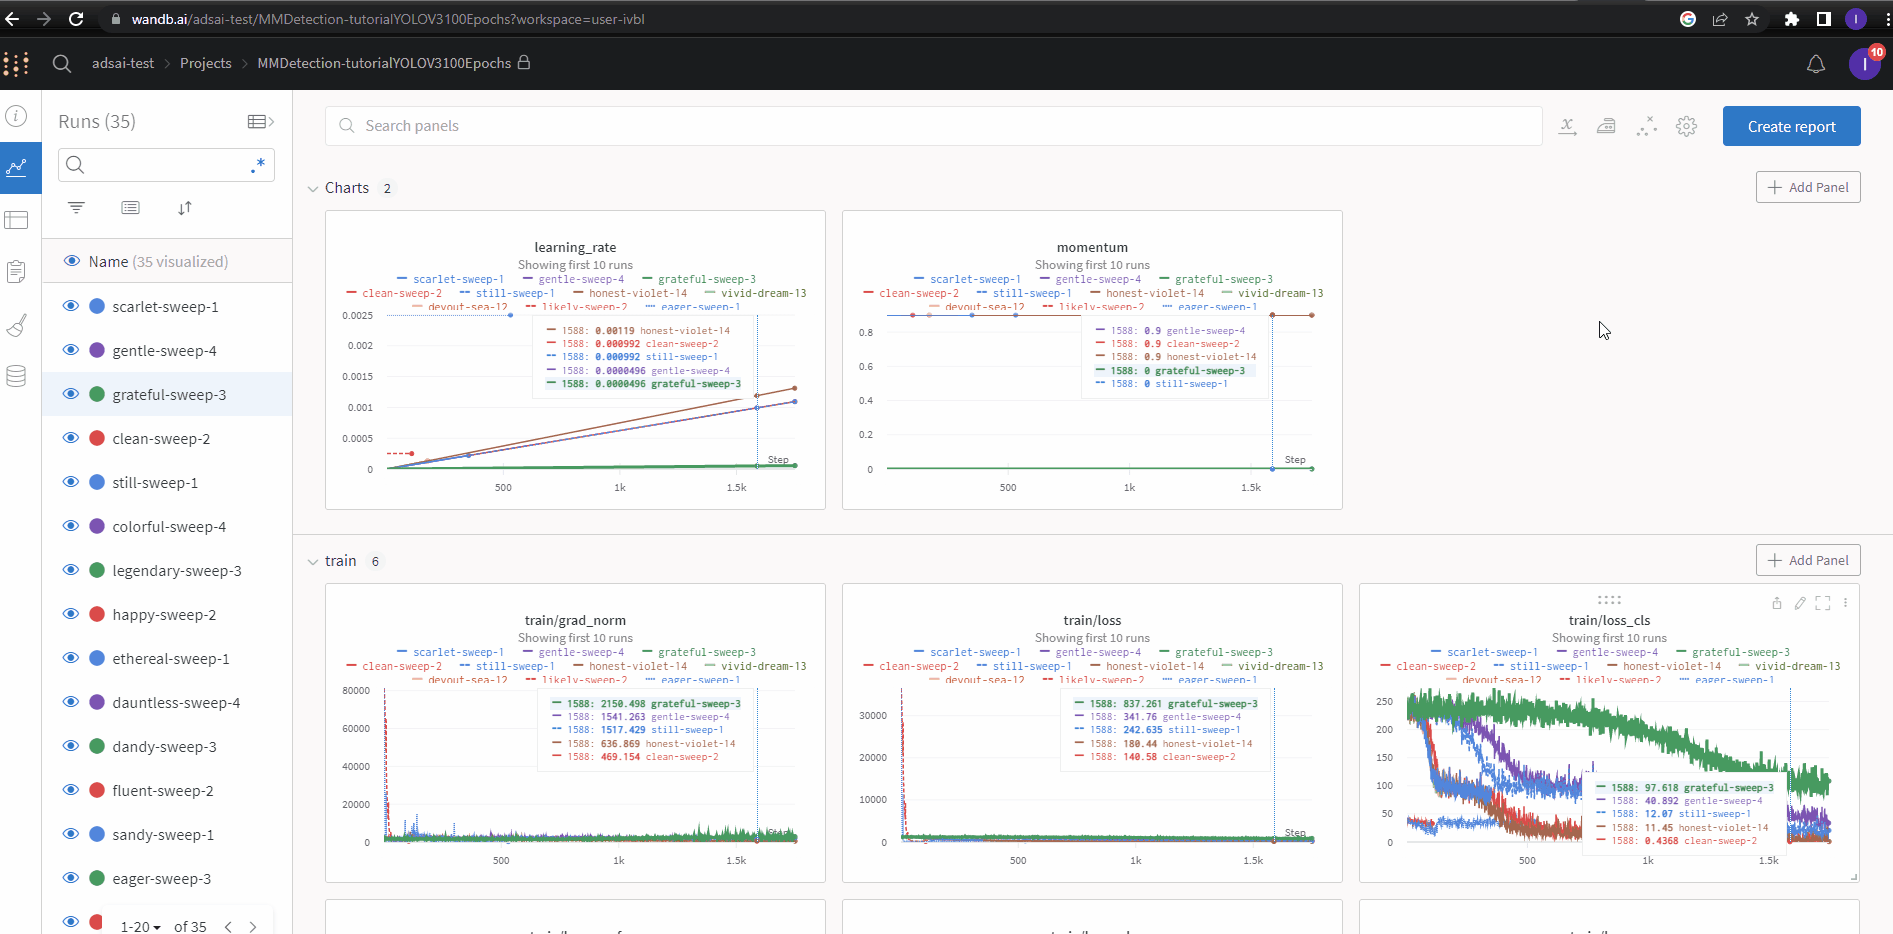 wandb.ai/adsai-test/MMDetection-tutorialYOLOV3100Epochs?workspace=user-ivbl
I
adsai-test > Projects > MMDetection-tutorialYOLOV3100Epochs
I 10
Runs (35)
.*
Name (35 visualized)
scarlet-sweep-1
gentle-sweep-4
grateful-sweep-3
clean-sweep-2
still-sweep-1
colorful-sweep-4
legendary-sweep-3
happy-sweep-2
ethereal-sweep-1
dauntless-sweep-4
dandy-sweep-3
fluent-sweep-2
sandy-sweep-1
eager-sweep-3
1-20 of 35
Search panels
Create report
Charts 2
Add Panel
learning_rate
Showing first 10 runs
scarlet-sweep-1 gentle-sweep-4 grateful-sweep-3
clean-sweep-2 still-sweep-1 honest-violet-14 vivid-dream-13
devout-sea-12 likely-sweep-2 eager-sweep-1
0.0025
0.002
0.0015
0.001
0.0005
0
1588: 0.00119 honest-violet-14
1588: 0.000992 clean-sweep-2
1588: 0.000992 still-sweep-1
1588: 0.0000496 gentle-sweep-4
1588: 0.0000496 grateful-sweep-3
Step
500 1k 1.5k
momentum
Showing first 10 runs
scarlet-sweep-1 gentle-sweep-4 grateful-sweep-3
clean-sweep-2 still-sweep-1 honest-violet-14 vivid-dream-13
devout-sea-12 likely-sweep-2 eager-sweep-1
0.8
0.6
0.4
0.2
0
1588: 0.9 gentle-sweep-4
1588: 0.9 clean-sweep-2
1588: 0.9 honest-violet-14
1588: 0 grateful-sweep-3
1588: 0 still-sweep-1
Step
500 1k 1.5k
train 6
Add Panel
train/grad_norm
Showing first 10 runs
scarlet-sweep-1 gentle-sweep-4 grateful-sweep-3
clean-sweep-2 still-sweep-1 honest-violet-14 vivid-dream-13
devout-sea-12 likely-sweep-2 eager-sweep-1
80000
60000
40000
20000
0
1588: 2150.498 grateful-sweep-3
1588: 1541.263 gentle-sweep-4
1588: 1517.429 still-sweep-1
1588: 636.869 honest-violet-14
1588: 469.154 clean-sweep-2
Step
500 1k 1.5k
train/loss
Showing first 10 runs
scarlet-sweep-1 gentle-sweep-4 grateful-sweep-3
clean-sweep-2 still-sweep-1 honest-violet-14 vivid-dream-13
devout-sea-12 likely-sweep-2 eager-sweep-1
30000
20000
10000
0
1588: 837.261 grateful-sweep-3
1588: 341.76 gentle-sweep-4
1588: 242.635 still-sweep-1
1588: 180.44 honest-violet-14
1588: 140.58 clean-sweep-2
Step
500 1k 1.5k
train/loss_cls
Showing first 10 runs
scarlet-sweep-1 gentle-sweep-4 grateful-sweep-3
clean-sweep-2 still-sweep-1 honest-violet-14 vivid-dream-13
devout-sea-12 likely-sweep-2 eager-sweep-1
250
200
150
100
50
0
1588: 97.618 grateful-sweep-3
1588: 40.892 gentle-sweep-4
1588: 12.07 still-sweep-1
1588: 11.45 honest-violet-14
1588: 0.4368 clean-sweep-2
500 1k 1.5k